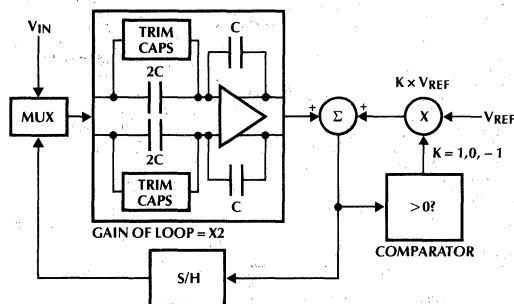 VIN
TRIM
CAPS
2C
C
MUX
2C
TRIM
CAPS
C
GAIN OF LOOP = X2
+
Σ
+
K × VREF
X
VREF
K = 1, 0, − 1
> 0?
COMPARATOR
S/H